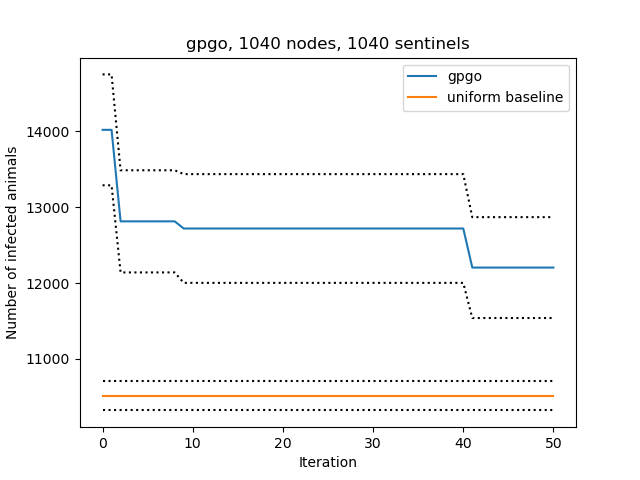 gpgo, 1040 nodes, 1040 sentinels
gpgo
uniform baseline
Number of infected animals
14000
13000
12000
11000
0 10 20 30 40 50
Iteration